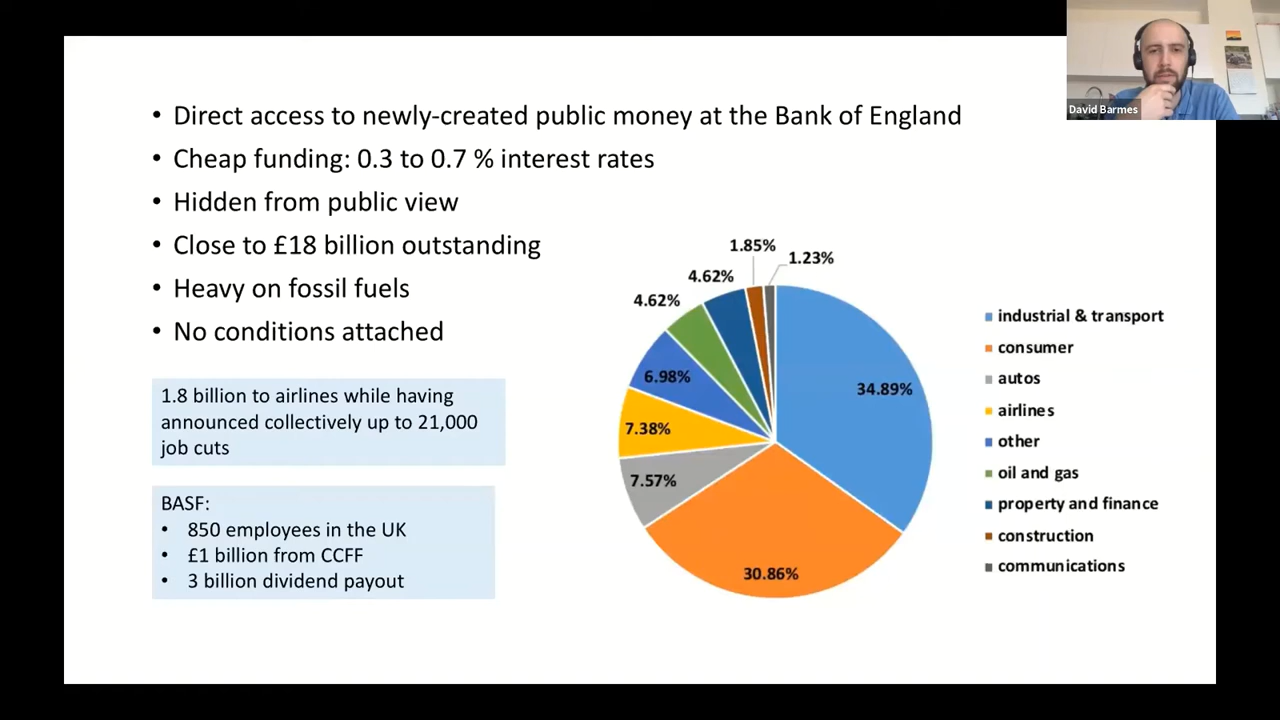 • Direct access to newly-created public money at the Bank of England
• Cheap funding: 0.3 to 0.7 % interest rates
• Hidden from public view
• Close to £18 billion outstanding
• Heavy on fossil fuels
• No conditions attached
1.8 billion to airlines while having
announced collectively up to 21,000
job cuts
BASF:
• 850 employees in the UK
• £1 billion from CCFF
• 3 billion dividend payout
1.85%
1.23%
4.62%
4.62%
6.98%
34.89%
7.38%
7.57%
30.86%
industrial & transport
consumer
autos
airlines
other
oil and gas
property and finance
construction
communications
David Barmes